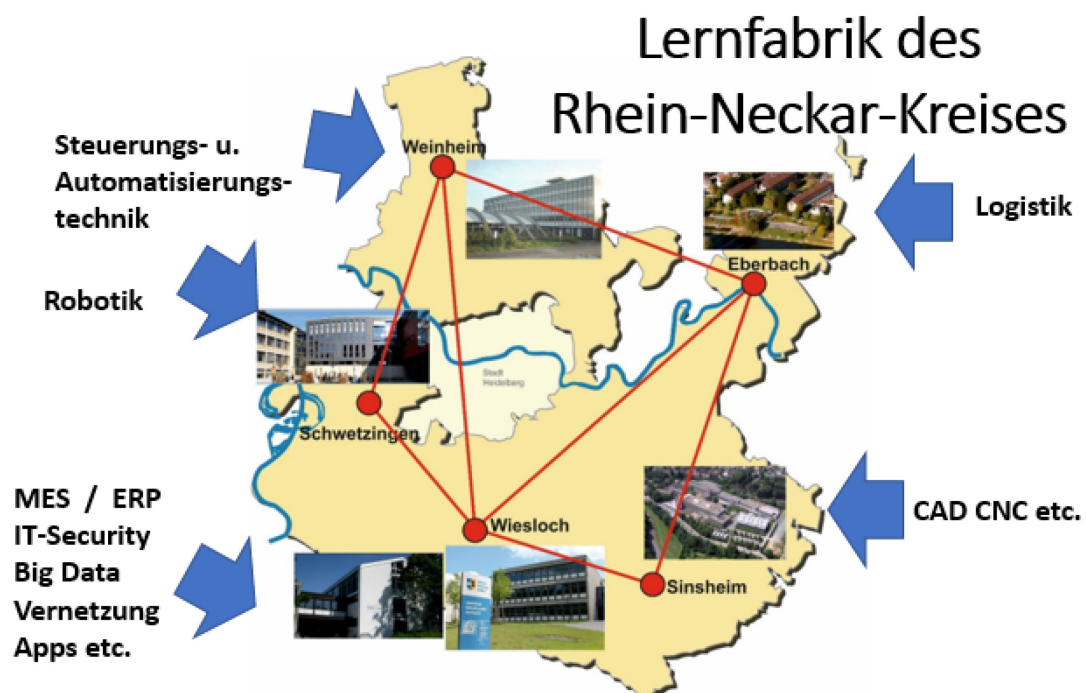 Lernfabrik des
Rhein-Neckar-Kreises
Steuerungs- u.
Automatisierungs-
technik
Weinheim
Logistik
Eberbach
Robotik
Stadt
Heidelberg
Schwetzingen
MES / ERP
IT-Security
Big Data
Vernetzung
Apps etc.
Wiesloch
CAD CNC etc.
Sinsheim